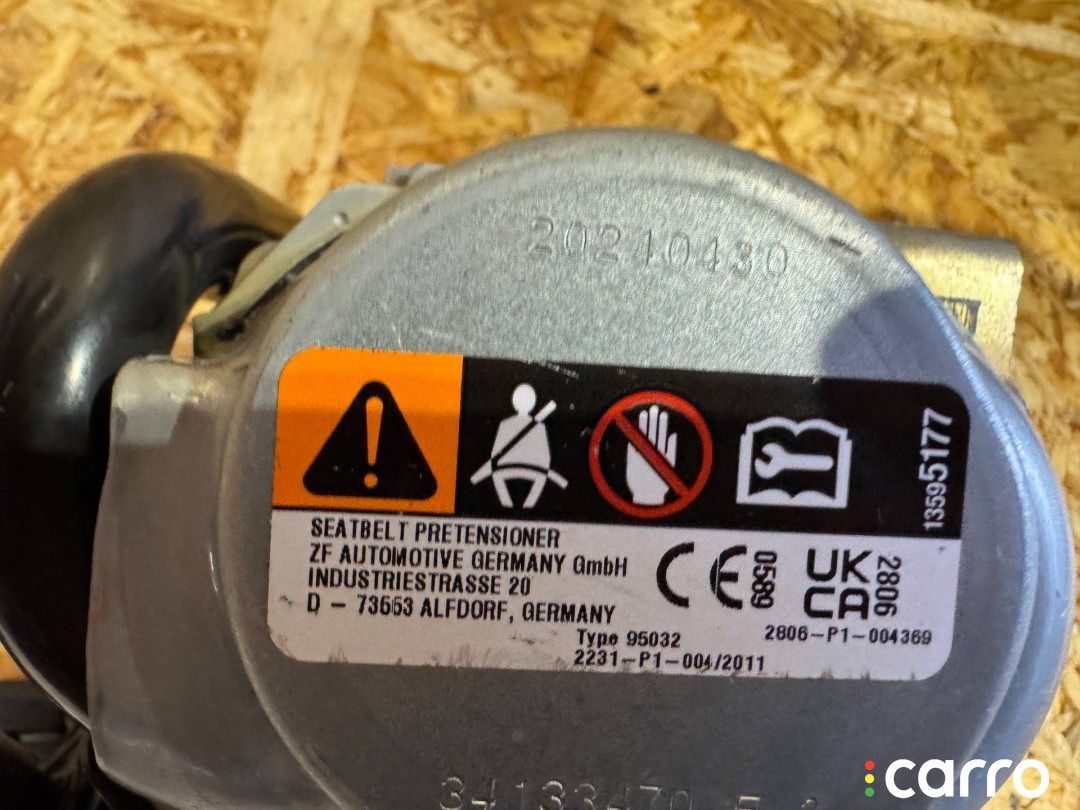 20210430
13595177
SEATBELT PRETENSIONER
ZF AUTOMOTIVE GERMANY GmbH
INDUSTRIESTRASSE 20
D - 73553 ALFDORF, GERMANY
CE 0589
UK
CA 2806
Type 95032
2806-P1-004369
2231-P1-004/2011
carro